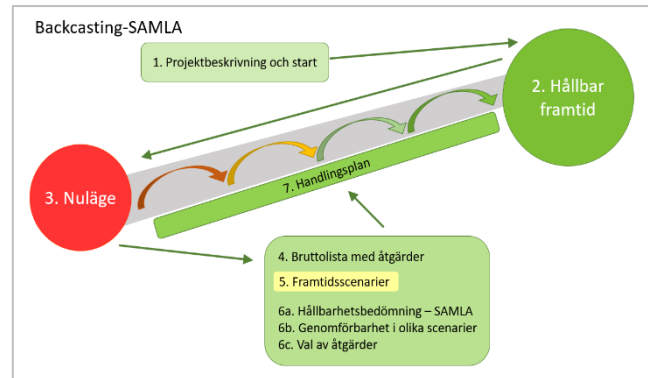 Backcasting-SAMLA
1. Projektbeskrivning och start
2. Hållbar
framtid
3. Nuläge
7. Handlingsplan
4. Bruttolista med åtgärder
5. Framtidsscenarier
6a. Hållbarhetsbedömning – SAMLA
6b. Genomförbarhet i olika scenarier
6c. Val av åtgärder